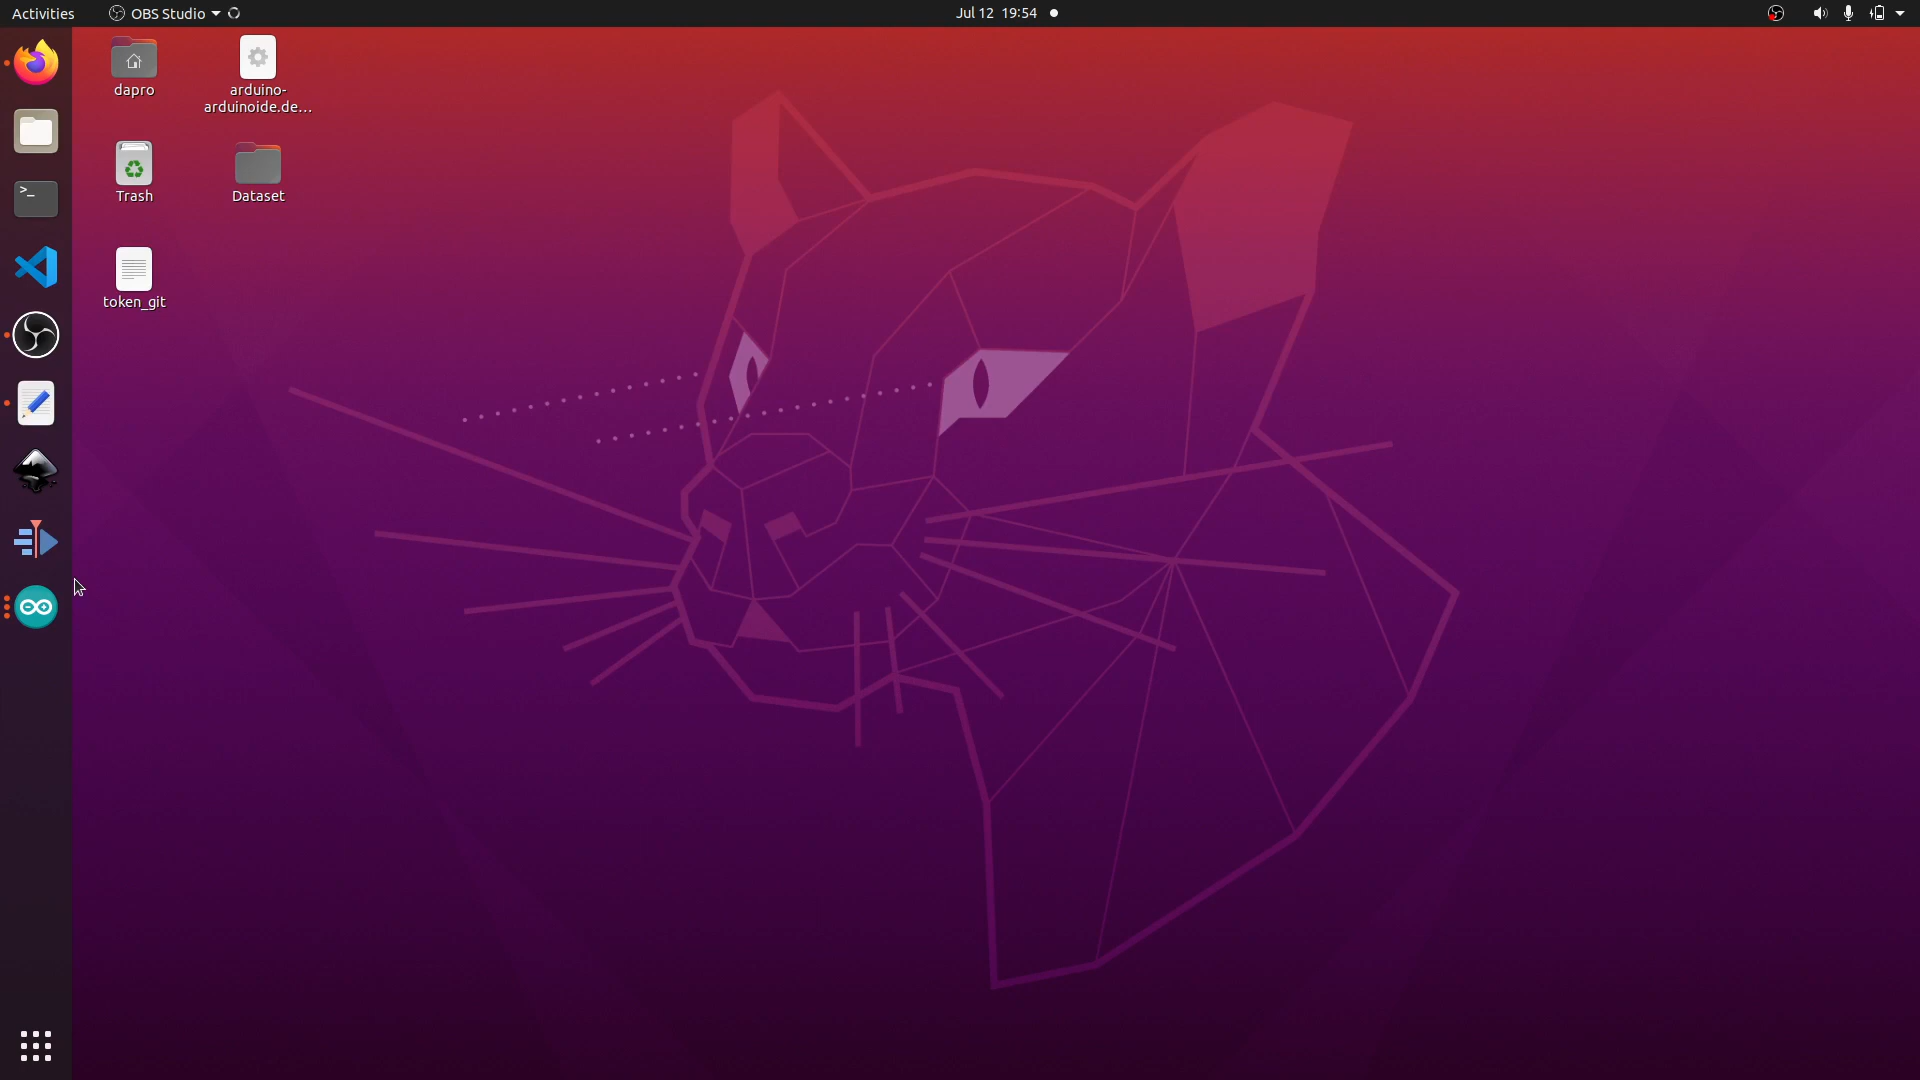 Activities
OBS Studio
Jul 12 19:54
dapro
arduino-
arduinoide.de...
Trash
Dataset
token_git
>_